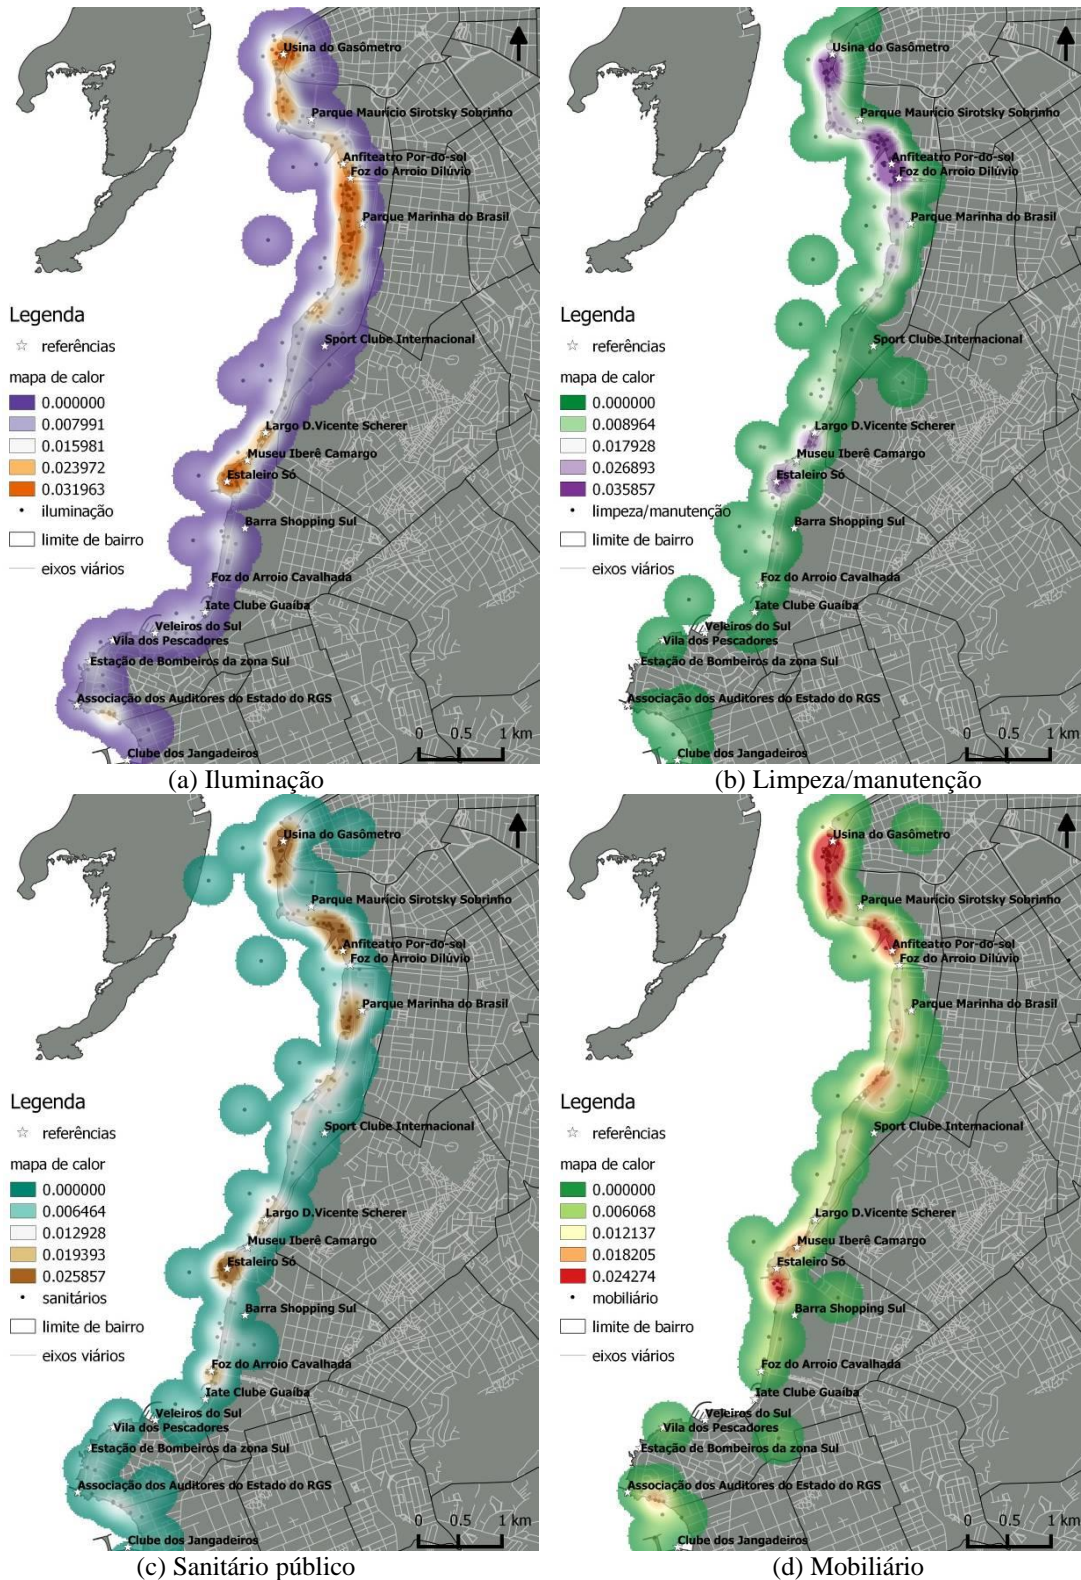 Usina do Gasômetro
Parque Maurício Sirotsky Sobrinho
Anfiteatro Por-do-sol
Foz do Arroio Dilúvio
Parque Marinha do Brasil
Legenda
referências
Sport Clube Internacional
mapa de calor
0.000000
0.007991
0.015981
0.023972
0.031963
iluminação
limite de bairro
eixos viários
Largo D.Vicente Scherer
Museu Iberê Camargo
Estaleiro Só
Barra Shopping Sul
Foz do Arroio Cavalhada
Iate Clube Guaíba
Veleiros do Sul
Vila dos Pescadores
Estação de Bombeiros da zona Sul
Associação dos Auditores do Estado do RGS
0 0.5 1 km
Clube dos Jangadeiros
(a) Iluminação
Usina do Gasômetro
Parque Maurício Sirotsky Sobrinho
Anfiteatro Por-do-sol
Foz do Arroio Dilúvio
Parque Marinha do Brasil
Legenda
referências
Sport Clube Internacional
mapa de calor
0.000000
0.008964
0.017928
0.026893
0.035857
limpeza/manutenção
limite de bairro
eixos viários
Largo D.Vicente Scherer
Museu Iberê Camargo
Estaleiro Só
Barra Shopping Sul
Foz do Arroio Cavalhada
Iate Clube Guaíba
Veleiros do Sul
Vila dos Pescadores
Estação de Bombeiros da zona Sul
Associação dos Auditores do Estado do RGS
0 0.5 1 km
Clube dos Jangadeiros
(b) Limpeza/manutenção
Usina do Gasômetro
Parque Maurício Sirotsky Sobrinho
Anfiteatro Por-do-sol
Foz do Arroio Dilúvio
Parque Marinha do Brasil
Legenda
referências
Sport Clube Internacional
mapa de calor
0.000000
0.006464
0.012928
0.019393
0.025857
sanitários
limite de bairro
eixos viários
Largo D.Vicente Scherer
Museu Iberê Camargo
Estaleiro Só
Barra Shopping Sul
Foz do Arroio Cavalhada
Iate Clube Guaíba
Veleiros do Sul
Vila dos Pescadores
Estação de Bombeiros da zona Sul
Associação dos Auditores do Estado do RGS
0 0.5 1 km
Clube dos Jangadeiros
(c) Sanitário público
Usina do Gasômetro
Parque Maurício Sirotsky Sobrinho
Anfiteatro Por-do-sol
Foz do Arroio Dilúvio
Parque Marinha do Brasil
Legenda
referências
Sport Clube Internacional
mapa de calor
0.000000
0.006068
0.012137
0.018205
0.024274
mobiliário
limite de bairro
eixos viários
Largo D.Vicente Scherer
Museu Iberê Camargo
Estaleiro Só
Barra Shopping Sul
Foz do Arroio Cavalhada
Iate Clube Guaíba
Veleiros do Sul
Vila dos Pescadores
Estação de Bombeiros da zona Sul
Associação dos Auditores do Estado do RGS
0 0.5 1 km
Clube dos Jangadeiros
(d) Mobiliário